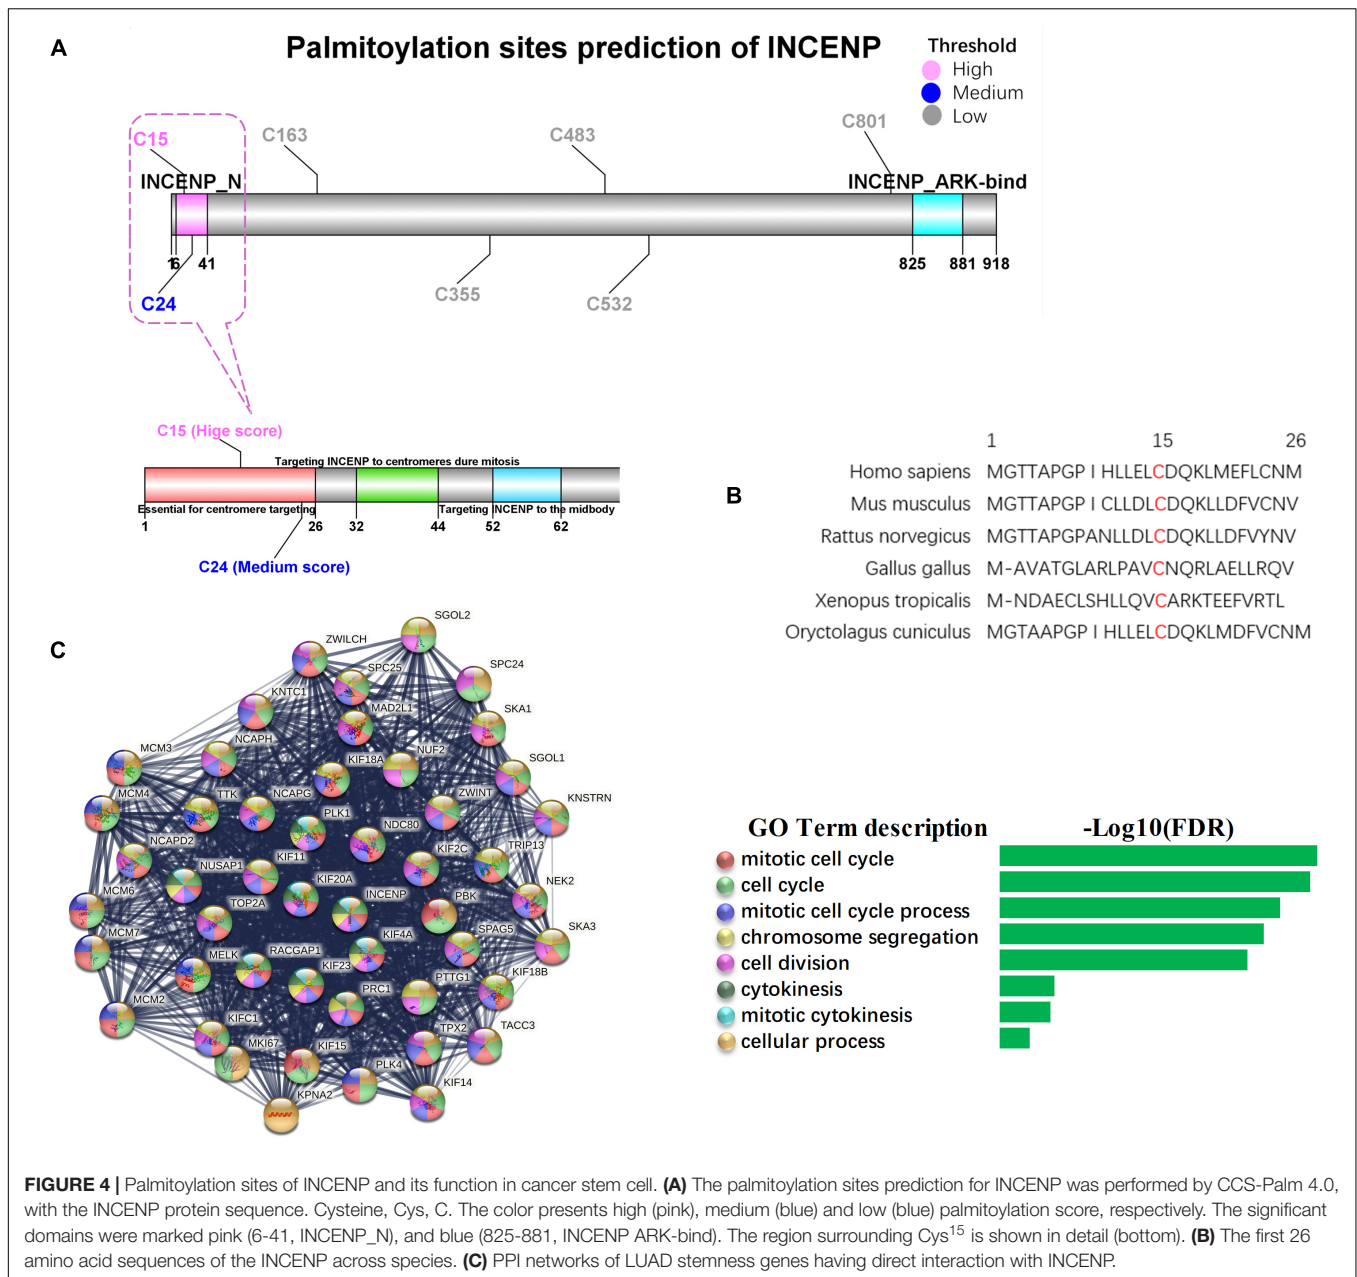 A
Palmitoylation sites prediction of INCENP
Threshold
High
Medium
Low
C15
C163
C483
C801
INCENP_N
INCENP_ARK-bind
1
6
41
825
881
918
C24
C355
C532
C15 (Hige score)
Targeting INCENP to centromeres dure mitosis
Essential for centromere targeting
Targeting INCENP to the midbody
1
26
32
44
52
62
C24 (Medium score)
B
1 15 26
Homo sapiens MGTTAPGP I HLLELCDQKLMEFLCNM
Mus musculus MGTTAPGP I CLLDLCDQKLLDFVCNV
Rattus norvegicus MGTTAPGPANLLDLCDQKLLDFVYNV
Gallus gallus M-AVATGLARLPAVCNQRLAELLRQV
Xenopus tropicalis M-NDAECLSHLLQVCARKTEEFVRTL
Oryctolagus cuniculus MGTAAPGP I HLLELCDQKLMDFVCNM
C
SGOL2
ZWILCH
SPC25
SPC24
KNTC1
MAD2L1
SKA1
NCAPH
MCM3
KIF18A
NUF2
SGOL1
MCM4
TTK
NCAPG
ZWINT
KNSTRN
PLK1
NDC80
NCAPD2
KIF11
KIF2C
TRIP13
NUSAP1
KIF20A
NEK2
MCM6
TOP2A
INCENP
PBK
MCM7
KIF4A
SPAG5
SKA3
MELK
RACGAP1
KIF23
PTTG1
KIF18B
PRC1
MCM2
KIFC1
TPX2
TACC3
MKI67
KIF15
PLK4
KIF14
KPNA2
GO Term description
-Log10(FDR)
mitotic cell cycle
cell cycle
mitotic cell cycle process
chromosome segregation
cell division
cytokinesis
mitotic cytokinesis
cellular process
FIGURE 4 | Palmitoylation sites of INCENP and its function in cancer stem cell. (A) The palmitoylation sites prediction for INCENP was performed by CCS-Palm 4.0,
with the INCENP protein sequence. Cysteine, Cys, C. The color presents high (pink), medium (blue) and low (blue) palmitoylation score, respectively. The significant
domains were marked pink (6-41, INCENP_N), and blue (825-881, INCENP ARK-bind). The region surrounding Cys15 is shown in detail (bottom). (B) The first 26
amino acid sequences of the INCENP across species. (C) PPI networks of LUAD stemness genes having direct interaction with INCENP.